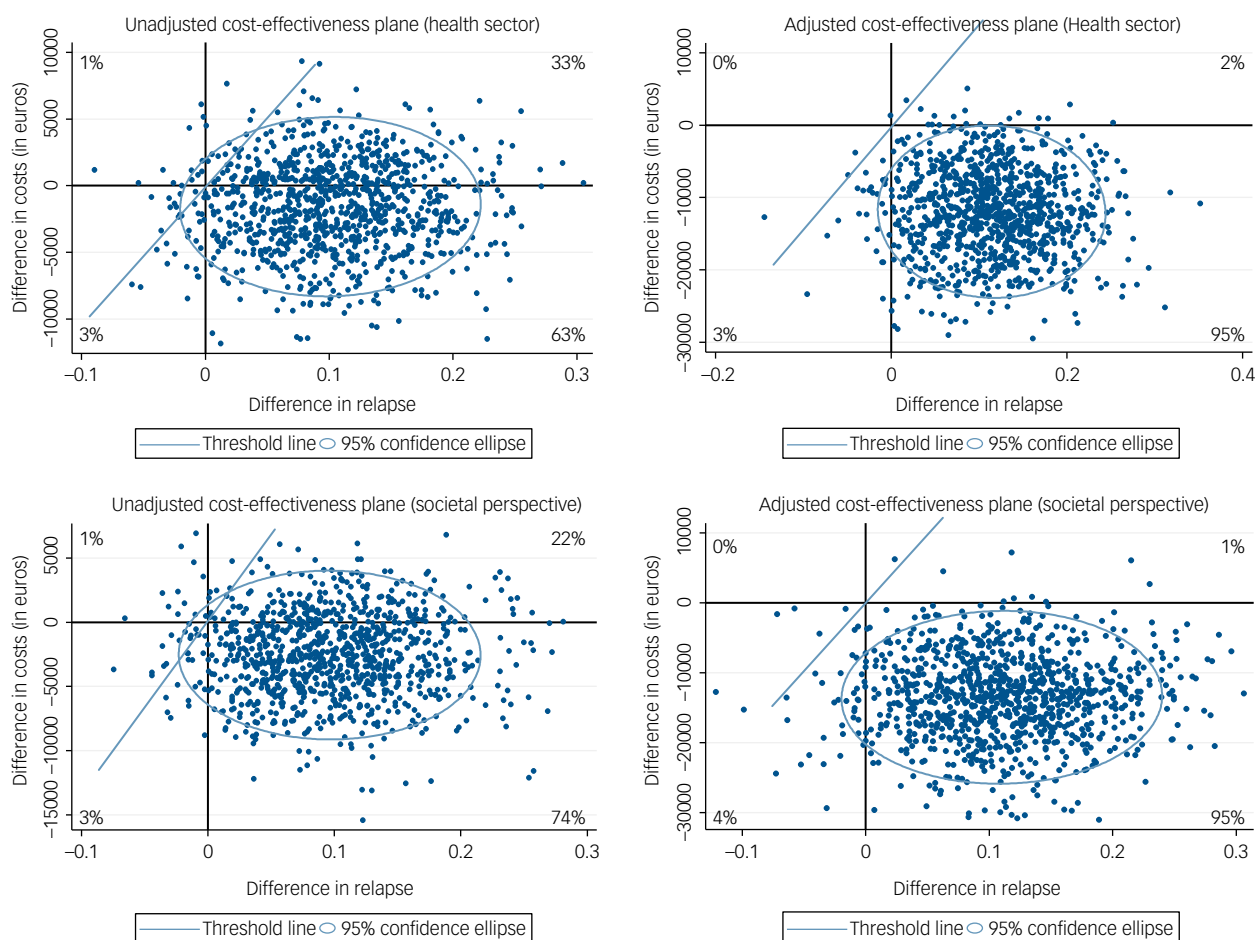 Unadjusted cost-effectiveness plane (health sector)
Difference in costs (in euros)
10000
5000
0
−5000
−10000
1%
33%
3%
63%
−0.1
0
0.1
0.2
0.3
Difference in relapse
Threshold line
95% confidence ellipse
Adjusted cost-effectiveness plane (Health sector)
Difference in costs (in euros)
10000
0
−10000
−20000
−30000
0%
2%
3%
95%
−0.2
0
0.2
0.4
Difference in relapse
Threshold line
95% confidence ellipse
Unadjusted cost-effectiveness plane (societal perspective)
Difference in costs (in euros)
5000
0
−5000
−10000
−15000
1%
22%
3%
74%
−0.1
0
0.1
0.2
0.3
Difference in relapse
Threshold line
95% confidence ellipse
Adjusted cost-effectiveness plane (societal perspective)
Difference in costs (in euros)
10000
0
−10000
−20000
−30000
0%
1%
4%
95%
−0.1
0
0.1
0.2
0.3
Difference in relapse
Threshold line
95% confidence ellipse